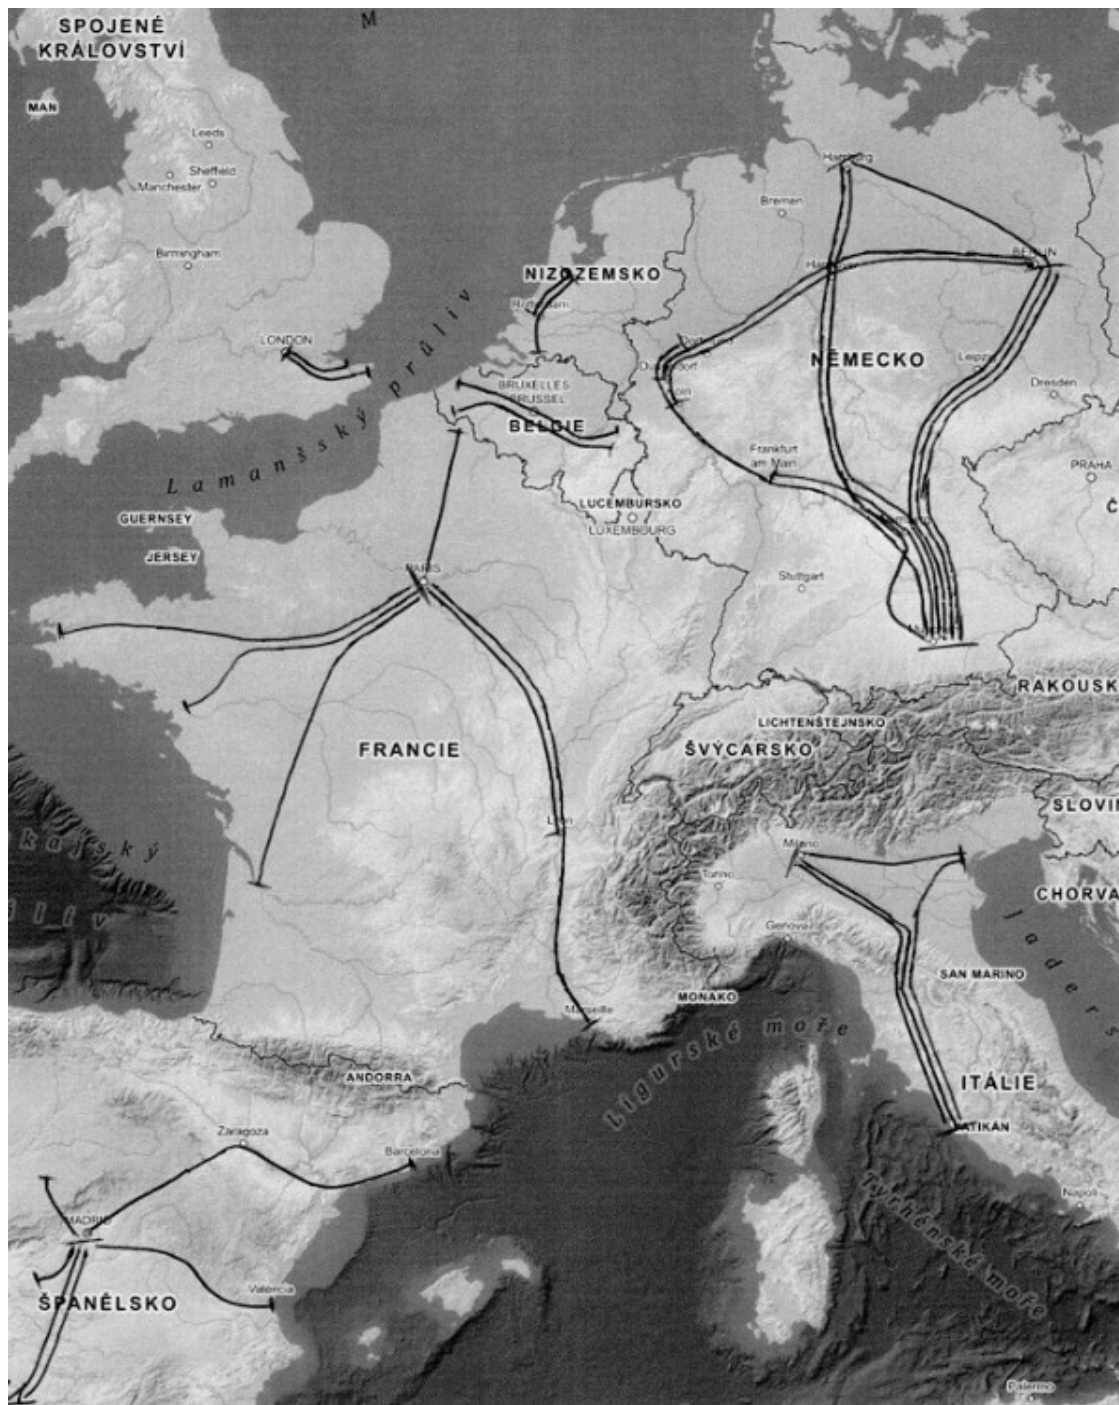 M
SPOJENÉ
KRÁLOVSTVÍ
MAN
Leeds
Sheffield
Manchester
Birmingham
LONDON
Lamanšský průliv
GUERNSEY
JERSEY
NIZOZEMSKO
BRUXELLES
BRUSSEL
BELGIE
LUCEMBURSKO
LUXEMBOURG
Hamburg
Bremen
BERLIN
NĚMECKO
Leipzig
Dresden
Frankfurt
am Main
PRAHA
Č
Stuttgart
PARIS
FRANCIE
Lyon
Marseille
RAKOUSK
LICHTENŠTEJNSKO
ŠVÝCARSKO
SLOVIN
CHORVA
Milano
Torino
Genova
SAN MARINO
MONAKO
Jaders
Ligurské moře
ITÁLIE
VATIKÁN
Napoli
Tyrhénské moře
Palermo
ANDORRA
Zaragoza
Barcelona
MADRID
Valencia
ŠPANĚLSKO